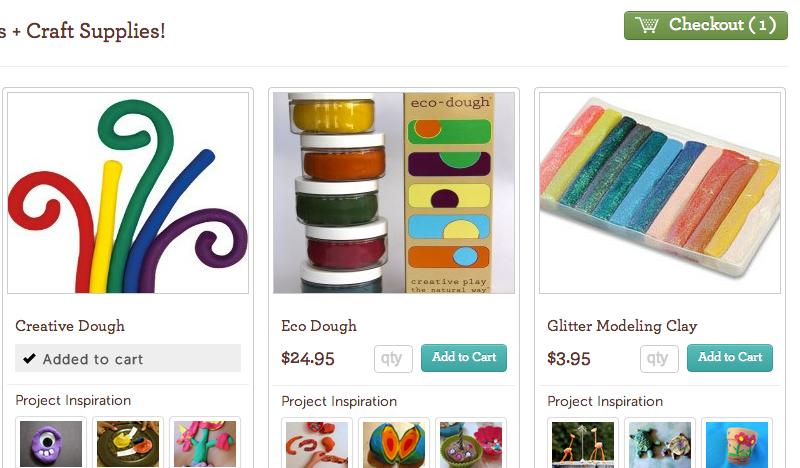 s + Craft Supplies!
Checkout ( 1 )
eco-dough
creative play
the natural way
Creative Dough
Eco Dough
Glitter Modeling Clay
Added to cart
$24.95 qty Add to Cart
$3.95 qty Add to Cart
Project Inspiration
Project Inspiration
Project Inspiration